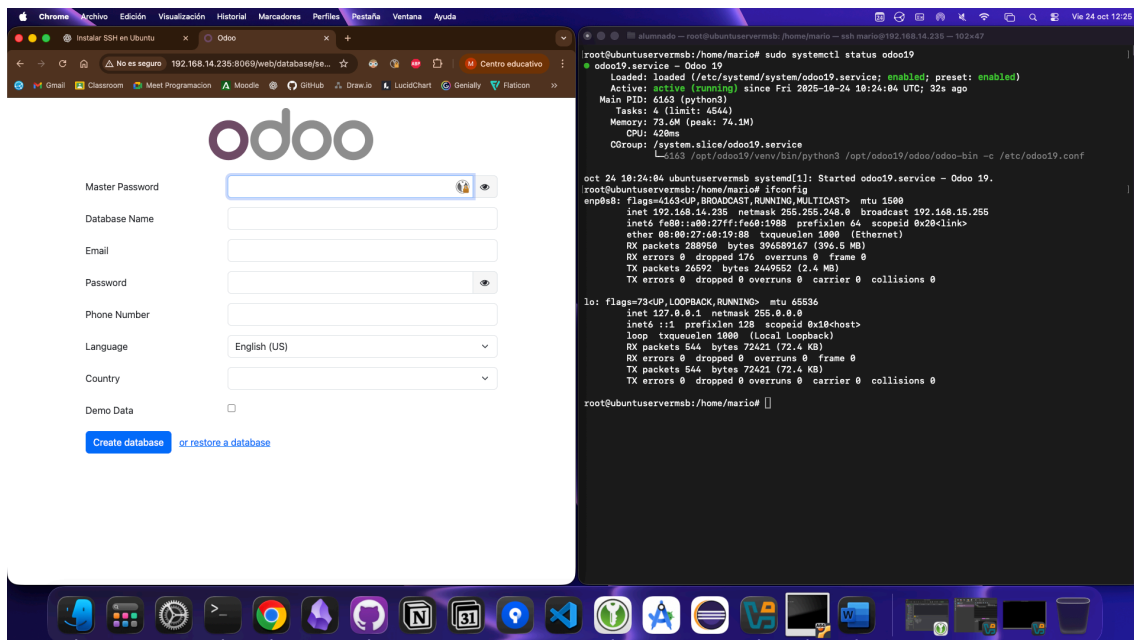 Chrome Archivo Edición Visualización Historial Marcadores Perfiles Pestaña Ventana Ayuda
Vie 24 oct 12:25
Instalar SSH en Ubuntu
Odoo
No es seguro 192.168.14.235:8069/web/database/se...
M Centro educativo
Gmail Classroom Meet Programacion Moodle GitHub Draw.io LucidChart Genially Flaticon
odoo
Master Password
Database Name
Email
Password
Phone Number
Language English (US)
Country
Demo Data
Create database or restore a database
alumnado — root@ubuntuservermsb: /home/mario — ssh mario@192.168.14.235 — 102×47
[root@ubuntuservermsb:/home/mario# sudo systemctl status odoo19 ]
● odoo19.service – Odoo 19
Loaded: loaded (/etc/systemd/system/odoo19.service; enabled; preset: enabled)
Active: active (running) since Fri 2025-10-24 10:24:04 UTC; 32s ago
Main PID: 6163 (python3)
Tasks: 4 (limit: 4544)
Memory: 73.6M (peak: 74.1M)
CPU: 420ms
CGroup: /system.slice/odoo19.service
└─6163 /opt/odoo19/venv/bin/python3 /opt/odoo19/odoo/odoo-bin -c /etc/odoo19.conf
oct 24 10:24:04 ubuntuservermsb systemd[1]: Started odoo19.service – Odoo 19.
[root@ubuntuservermsb:/home/mario# ifconfig ]
enp0s8: flags=4163<UP,BROADCAST,RUNNING,MULTICAST> mtu 1500
inet 192.168.14.235 netmask 255.255.248.0 broadcast 192.168.15.255
inet6 fe80::a00:27ff:fe60:1988 prefixlen 64 scopeid 0x20<link>
ether 08:00:27:60:19:88 txqueuelen 1000 (Ethernet)
RX packets 288950 bytes 396589167 (396.5 MB)
RX errors 0 dropped 176 overruns 0 frame 0
TX packets 26592 bytes 2449552 (2.4 MB)
TX errors 0 dropped 0 overruns 0 carrier 0 collisions 0
lo: flags=73<UP,LOOPBACK,RUNNING> mtu 65536
inet 127.0.0.1 netmask 255.0.0.0
inet6 ::1 prefixlen 128 scopeid 0x10<host>
loop txqueuelen 1000 (Local Loopback)
RX packets 544 bytes 72421 (72.4 KB)
RX errors 0 dropped 0 overruns 0 frame 0
TX packets 544 bytes 72421 (72.4 KB)
TX errors 0 dropped 0 overruns 0 carrier 0 collisions 0
root@ubuntuservermsb:/home/mario#